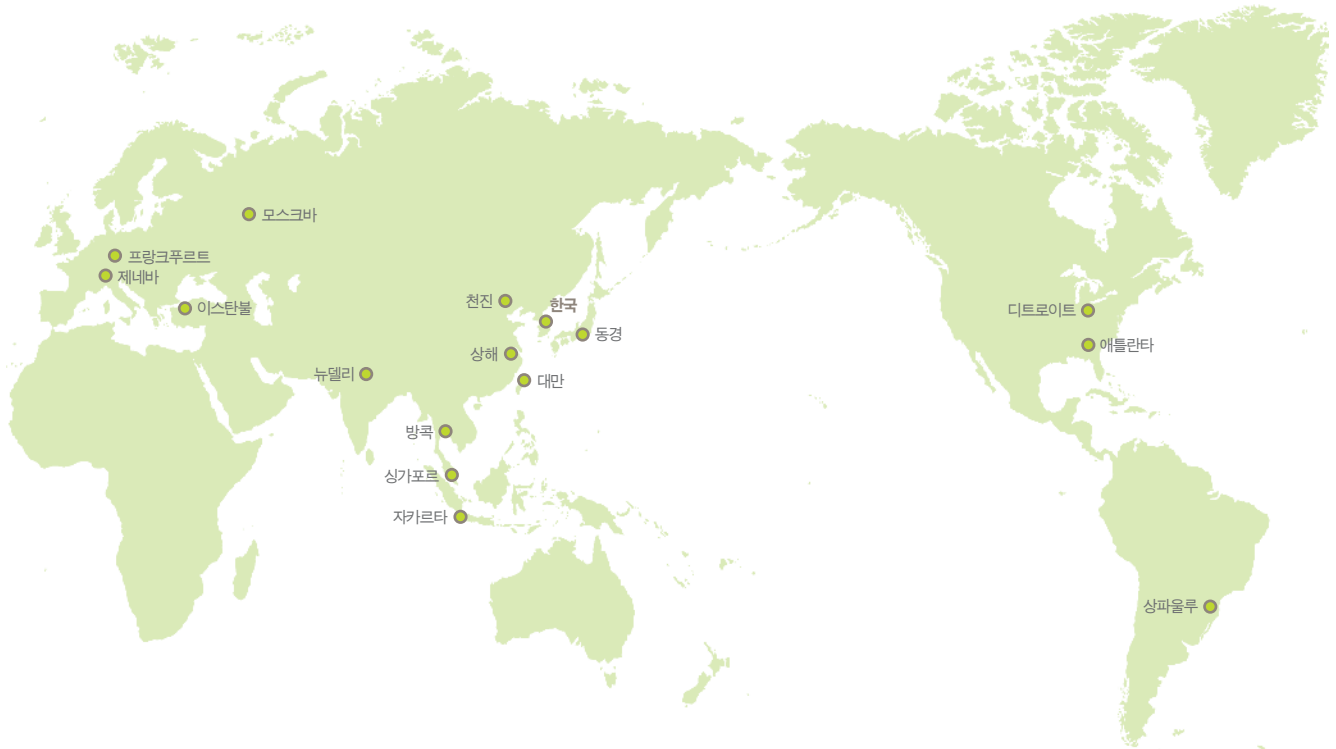 모스크바
프랑크푸르트
제네바
이스탄불
천진
한국
디트로이트
동경
애틀란타
상해
뉴델리
대만
방콕
싱가포르
자카르타
상파울루